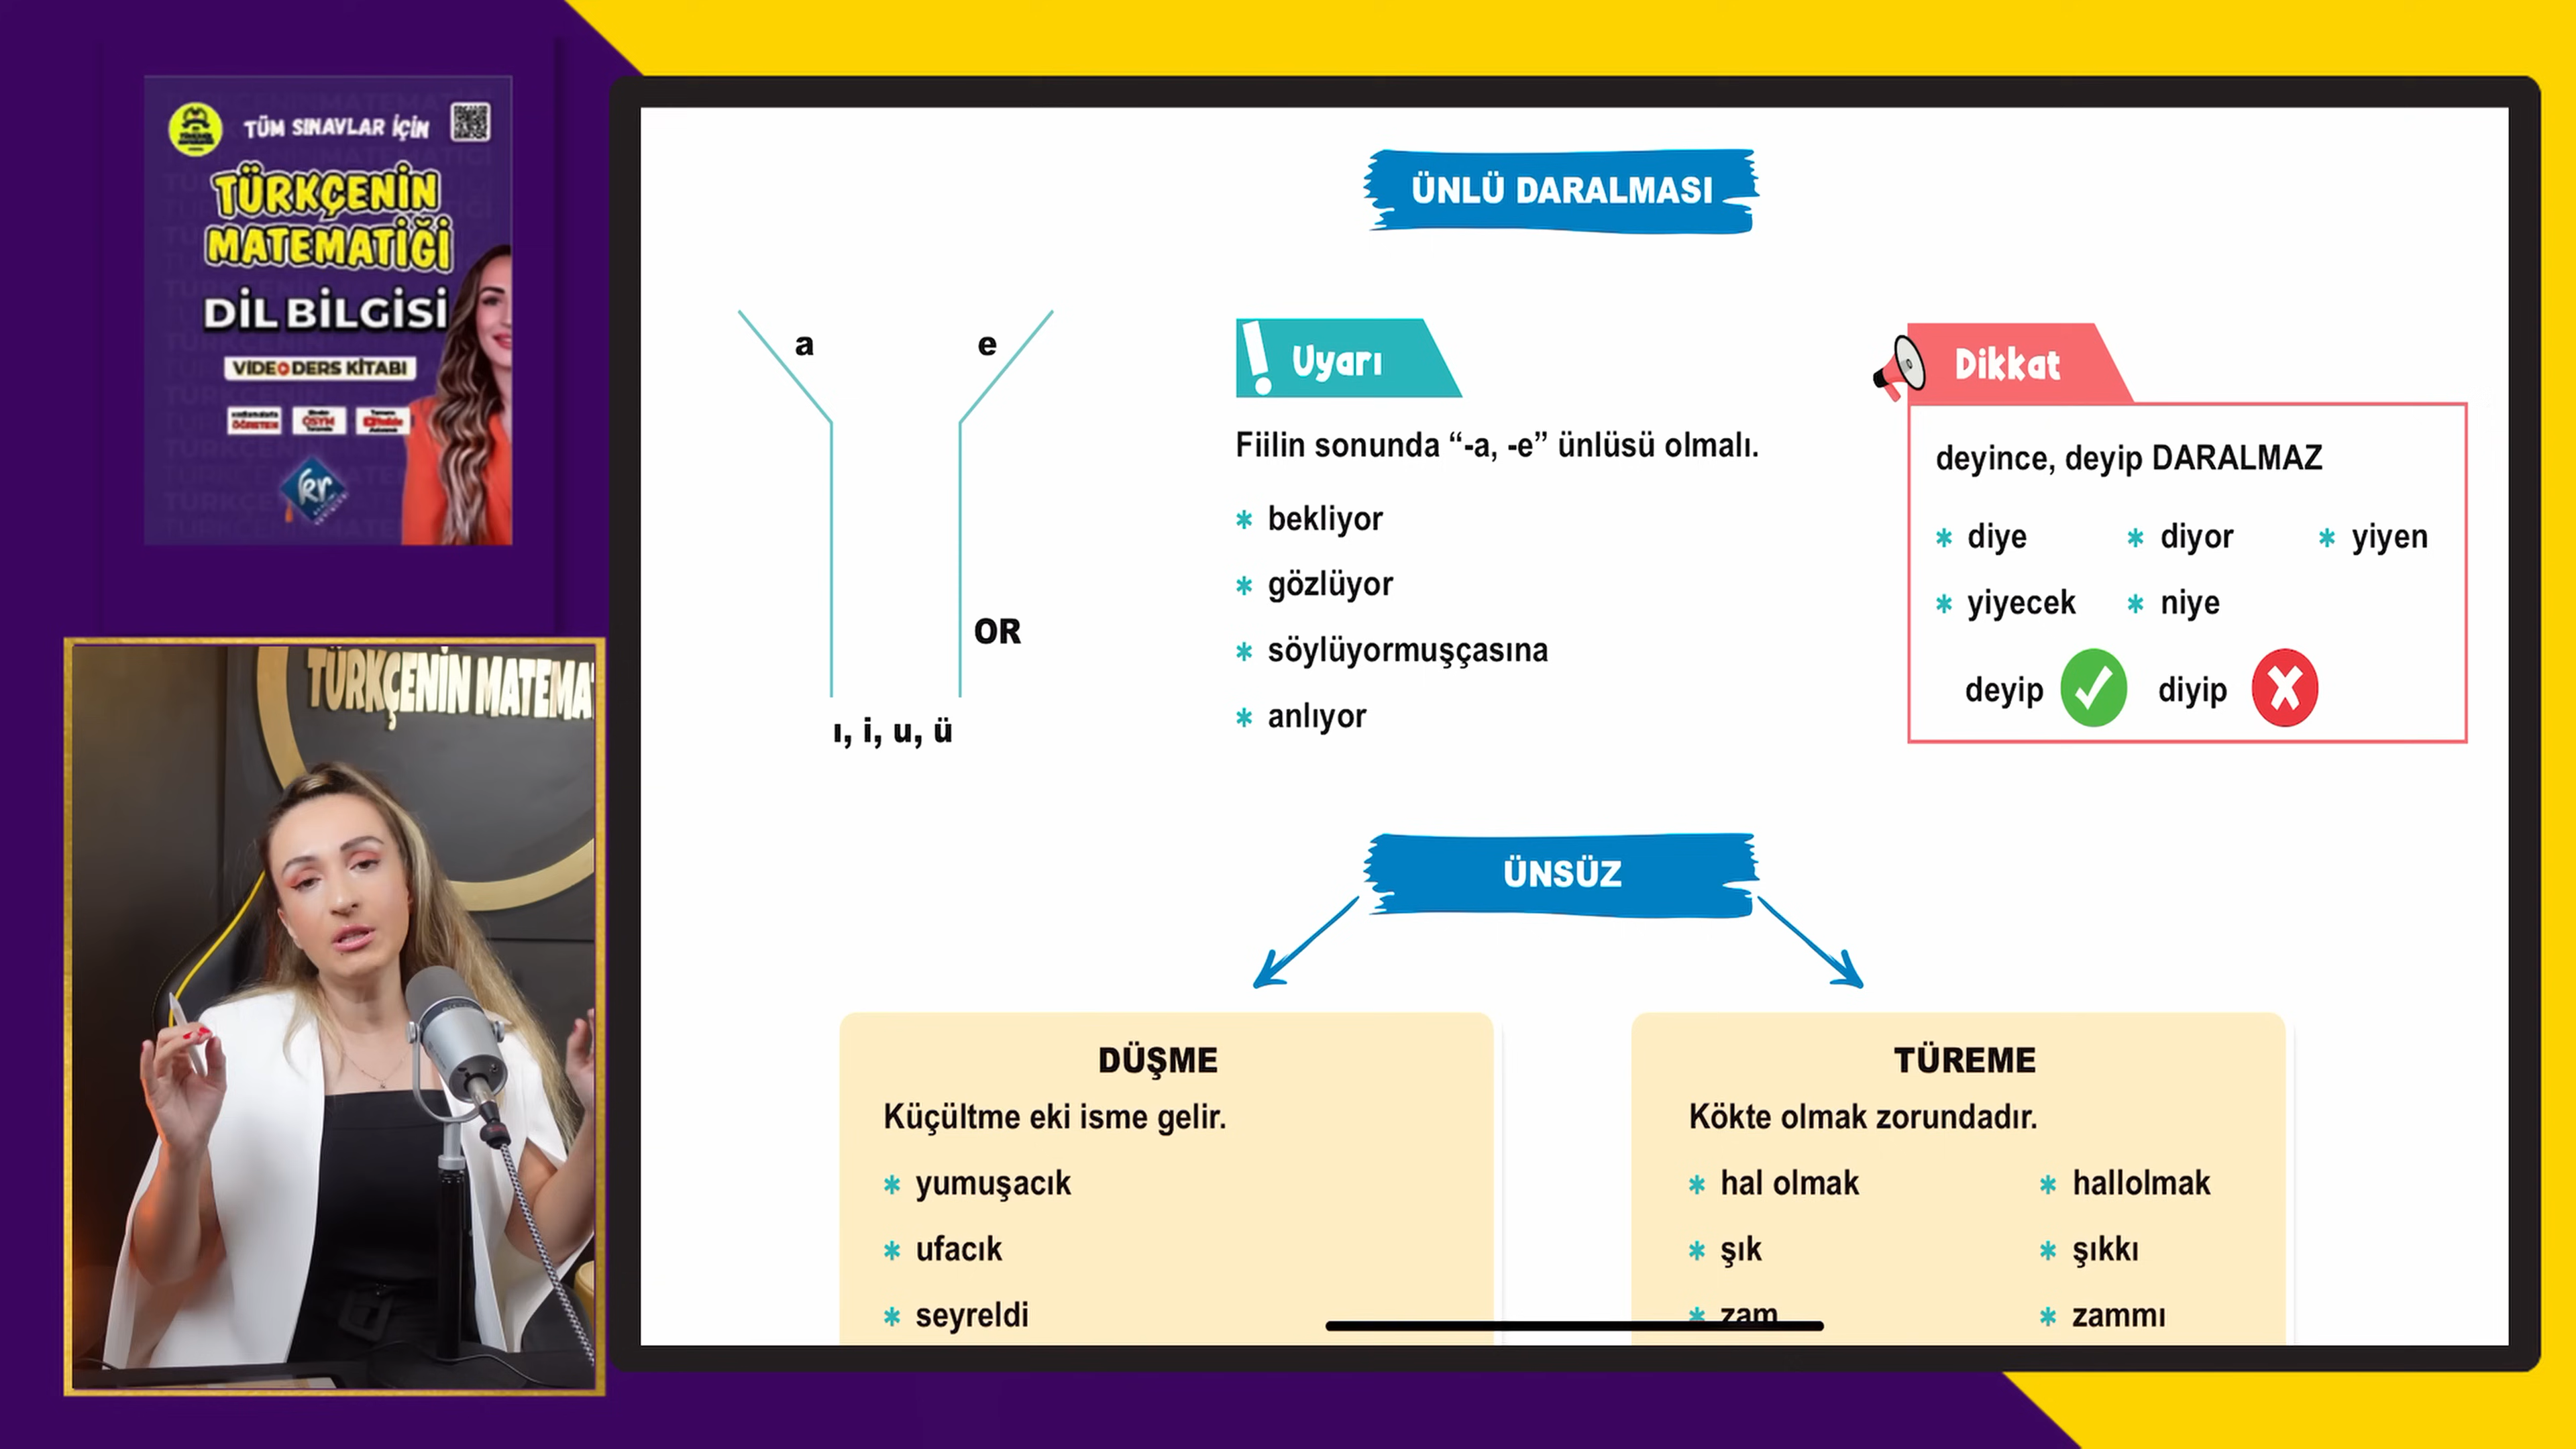 TÜM SINAVLAR İÇİN
TÜRKÇENİN
MATEMATİĞİ
DİL BİLGİSİ
VİDEO DERS KİTABI
ÖĞRETEN
ÖSYM
kr
TÜRKÇENİN MATEMA
ÜNLÜ DARALMASI
a e
OR
ı, i, u, ü
! Uyarı
Fiilin sonunda “-a, -e” ünlüsü olmalı.
* bekliyor
* gözlüyor
* söylüyormuşçasına
* anlıyor
Dikkat
deyince, deyip DARALMAZ
* diye * diyor * yiyen
* yiyecek * niye
deyip ✓ diyip ✗
ÜNSÜZ
DÜŞME
Küçültme eki isme gelir.
* yumuşacık
* ufacık
* seyreldi
TÜREME
Kökte olmak zorundadır.
* hal olmak * hallolmak
* şık * şıkkı
* zam * zammı